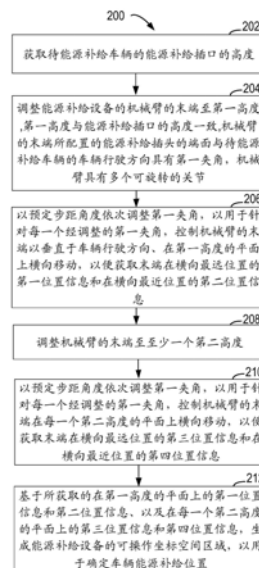 200
202
获取待能源补给车辆的能源补给插口的高度
204
调整能源补给设备的机械臂的末端至第一高度
,第一高度与能源补给插口的高度一致,机械臂
的末端所配置的能源补给插头的端面与待能源
补给车辆的车辆行驶方向具有第一夹角，机械
臂具有多个可旋转的关节
206
以预定步距角度依次调整第一夹角，以用于针
对每一个经调整的第一夹角，控制机械臂的末
端以垂直于车辆行驶方向、在第一高度的平面
上横向移动，以便获取末端在横向最远位置的
第一位置信息和在横向最近位置的第二位置信
息
208
调整机械臂的末端至至少一个第二高度
210
以预定步距角度依次调整第一夹角，以用于针
对每一个经调整的第一夹角，控制机械臂的末
端在每一个第二高度的平面上横向移动，以便
获取末端在横向最远位置的第三位置信息和在
横向最近位置的第四位置信息
212
基于所获取的在第一高度的平面上的第一位置
信息和第二位置信息、以及在每一个第二高度
的平面上的第三位置信息和第四位置信息，生
成能源补给设备的可操作坐标空间区域，以用
于确定车辆能源补给位置